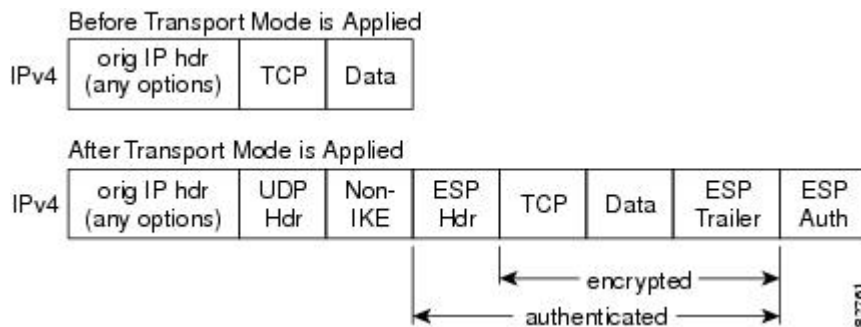 Before Transport Mode is Applied
IPv4 orig IP hdr (any options) TCP Data
After Transport Mode is Applied
IPv4 orig IP hdr (any options) UDP Hdr Non-IKE ESP Hdr TCP Data ESP Trailer ESP Auth
encrypted
authenticated